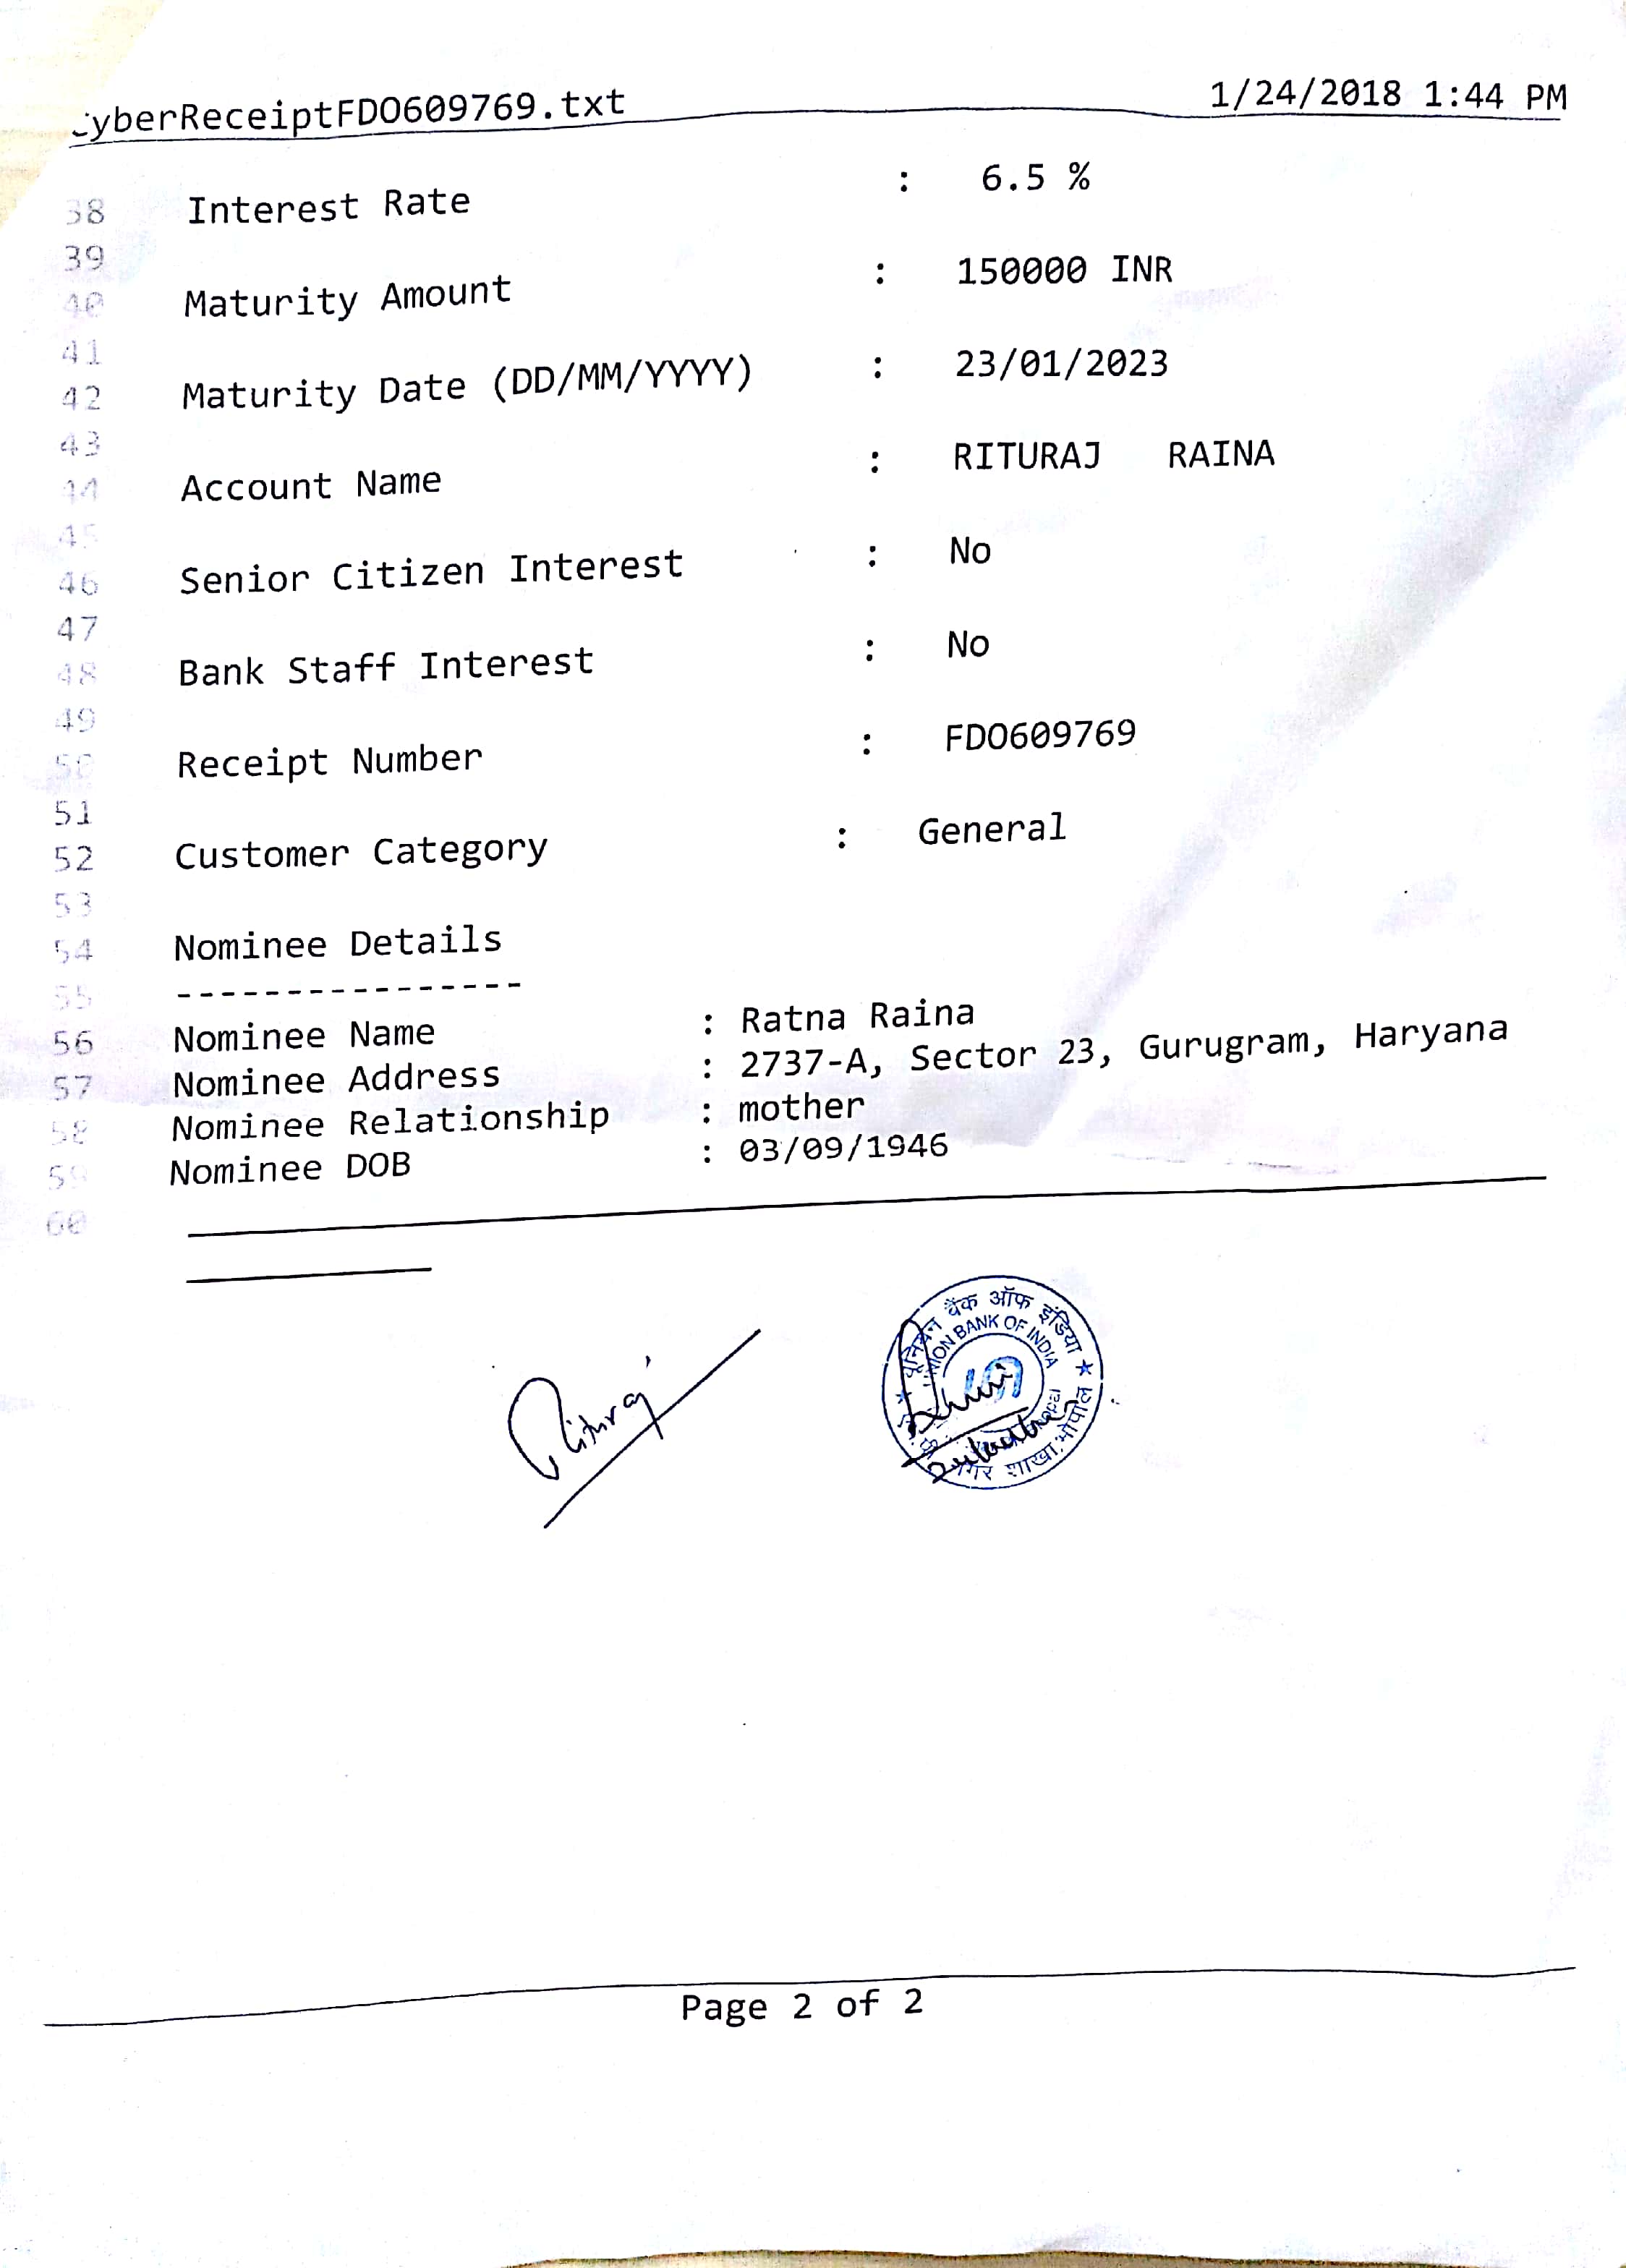 yberReceiptFDO609769.txt 1/24/2018 1:44 PM
38 Interest Rate : 6.5 %
39
40 Maturity Amount : 150000 INR
41
42 Maturity Date (DD/MM/YYYY) : 23/01/2023
43
44 Account Name : RITURAJ RAINA
45
46 Senior Citizen Interest : No
47
48 Bank Staff Interest : No
49
50 Receipt Number : FDO609769
51
52 Customer Category : General
53
54 Nominee Details
55 ----------------
56 Nominee Name : Ratna Raina
57 Nominee Address : 2737-A, Sector 23, Gurugram, Haryana
58 Nominee Relationship : mother
59 Nominee DOB : 03/09/1946
60
Rituraj
यूनियन बैंक ऑफ इंडिया
UNION BANK OF INDIA
शाखा, भोपाल
Page 2 of 2